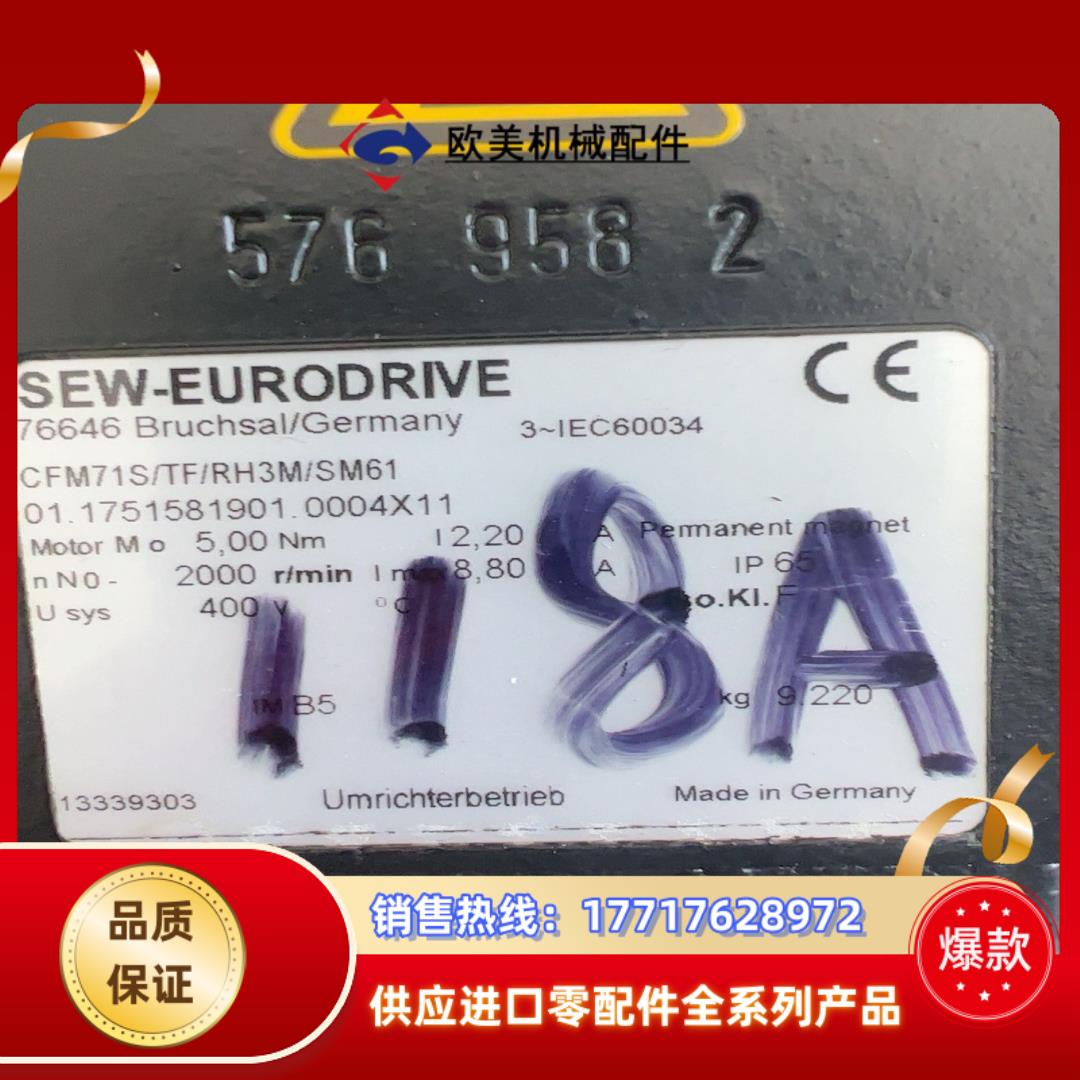 欧美机械配件
576 958 2
SEW-EURODRIVE
CE
76646 Bruchsal/Germany 3~IEC60034
CFM71S/TF/RH3M/SM61
01.1751581901.0004X11
Motor M o 5,00 Nm I 2,20 A Permanent magnet
n N0 - 2000 r/min I 8,80 A IP 65
U sys 400 V °C so.Kl.F
118A
IM B5 kg 9.220
13339303 Umrichterbetrieb Made in Germany
品质
保证
销售热线：17717628972
供应进口零配件全系列产品
爆款